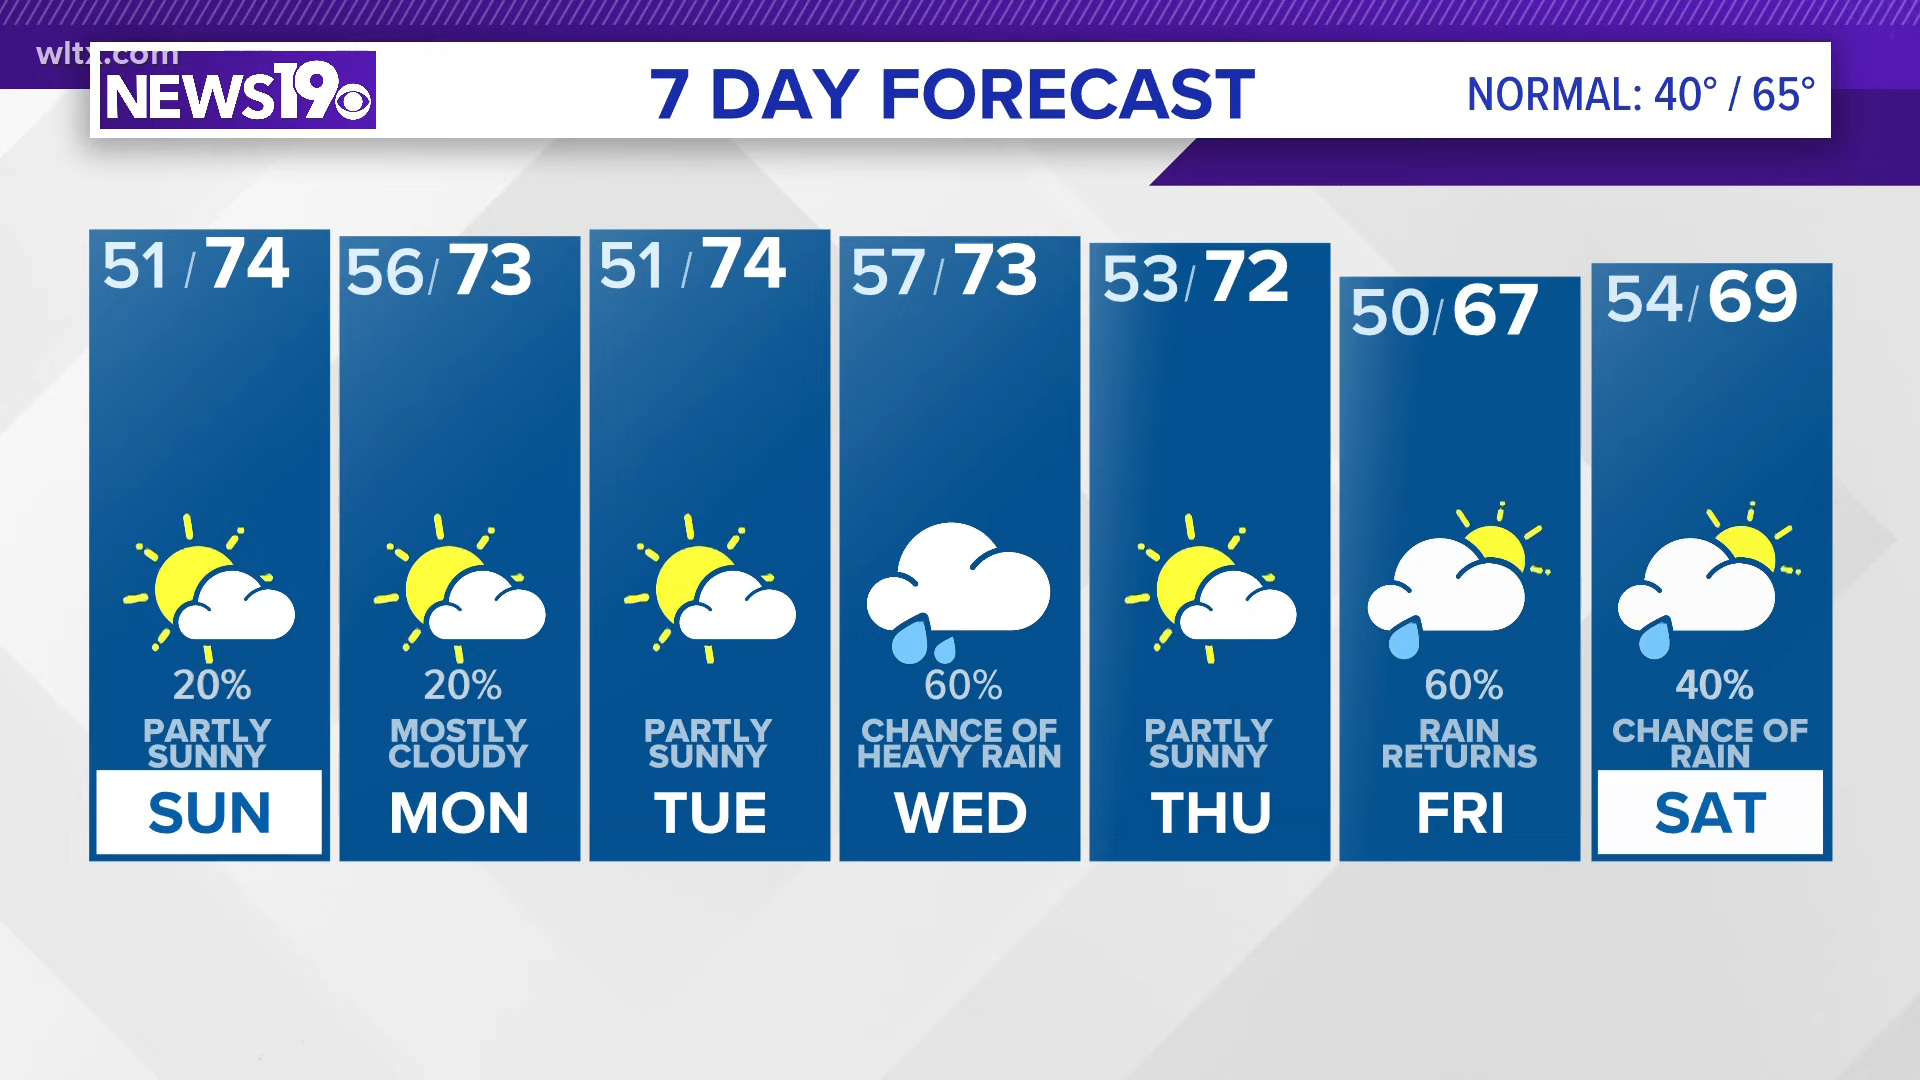 wltx.com
NEWS19
7 DAY FORECAST
NORMAL: 40° / 65°
51 / 74
20%
PARTLY
SUNNY
SUN
56 / 73
20%
MOSTLY
CLOUDY
MON
51 / 74
PARTLY
SUNNY
TUE
57 / 73
60%
CHANCE OF
HEAVY RAIN
WED
53 / 72
PARTLY
SUNNY
THU
50 / 67
60%
RAIN
RETURNS
FRI
54 / 69
40%
CHANCE OF
RAIN
SAT